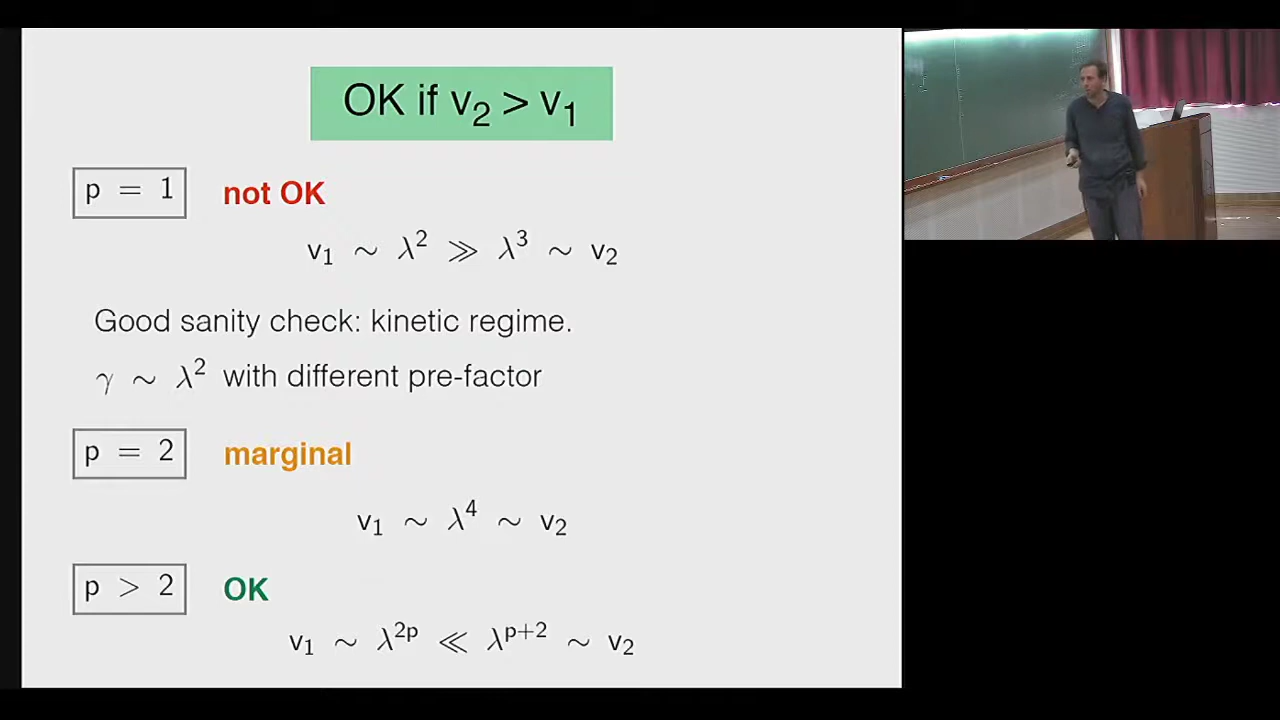 OK if v₂ > v₁
p = 1 not OK
v₁ ∼ λ² ≫ λ³ ∼ v₂
Good sanity check: kinetic regime.
γ ∼ λ² with different pre-factor
p = 2 marginal
v₁ ∼ λ⁴ ∼ v₂
p > 2 OK
v₁ ∼ λ²ᵖ ≪ λᵖ⁺² ∼ v₂